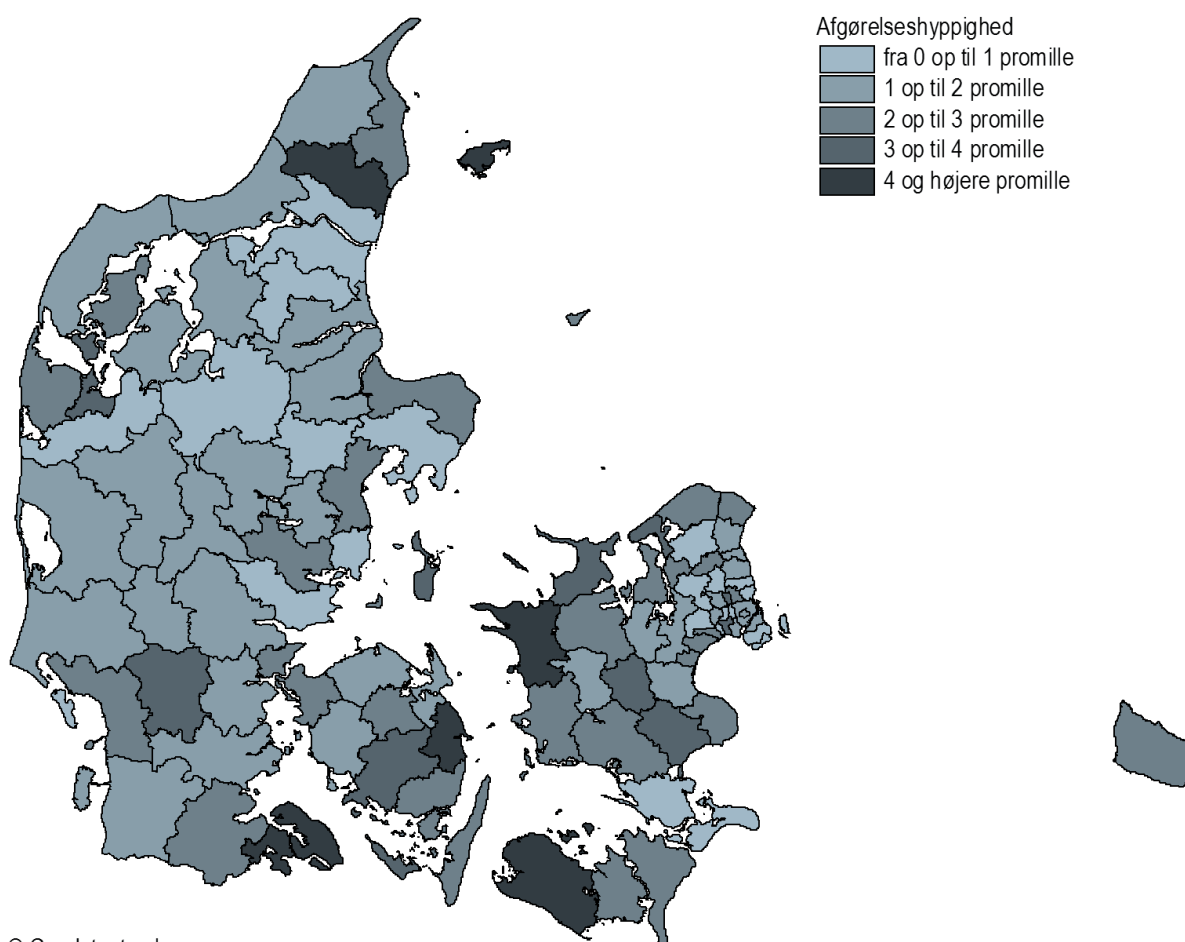 Afgørelseshyppighed
fra 0 op til 1 promille
1 op til 2 promille
2 op til 3 promille
3 op til 4 promille
4 og højere promille